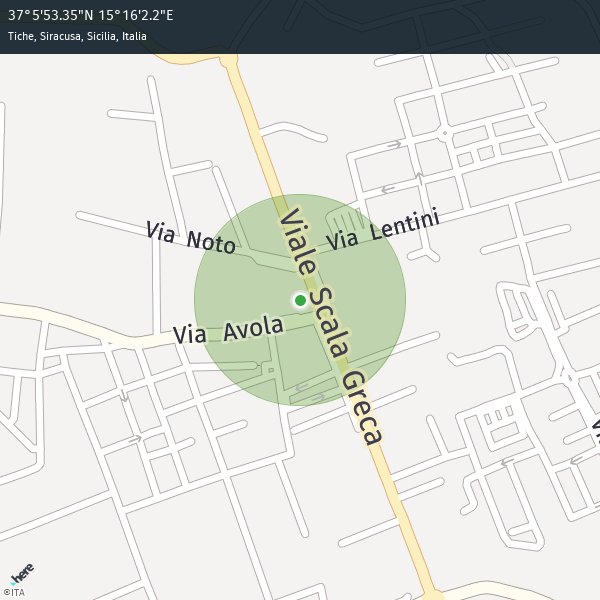 37°5'53.35"N 15°16'2.2"E
Tiche, Siracusa, Sicilia, Italia
Via Noto
Via Lentini
Viale Scala Greca
Via Avola
here
©ITA